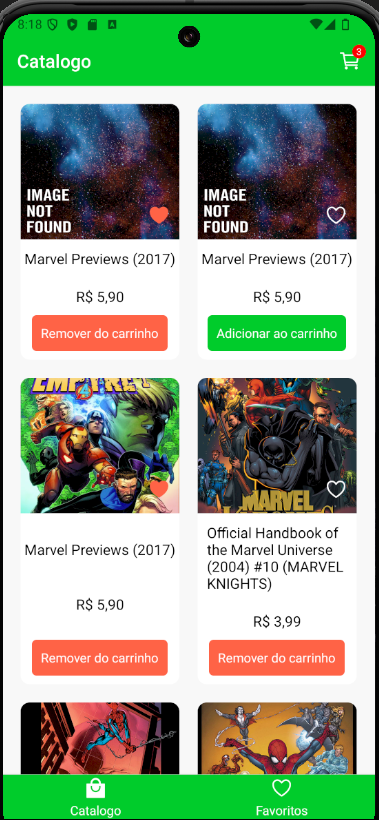 8:18
Catalogo
3
IMAGE
NOT
FOUND
IMAGE
NOT
FOUND
Marvel Previews (2017)
Marvel Previews (2017)
R$ 5,90
R$ 5,90
Remover do carrinho
Adicionar ao carrinho
MARVEL
Marvel Previews (2017)
Official Handbook of
the Marvel Universe
(2004) #10 (MARVEL
KNIGHTS)
R$ 5,90
R$ 3,99
Remover do carrinho
Remover do carrinho
Catalogo
Favoritos